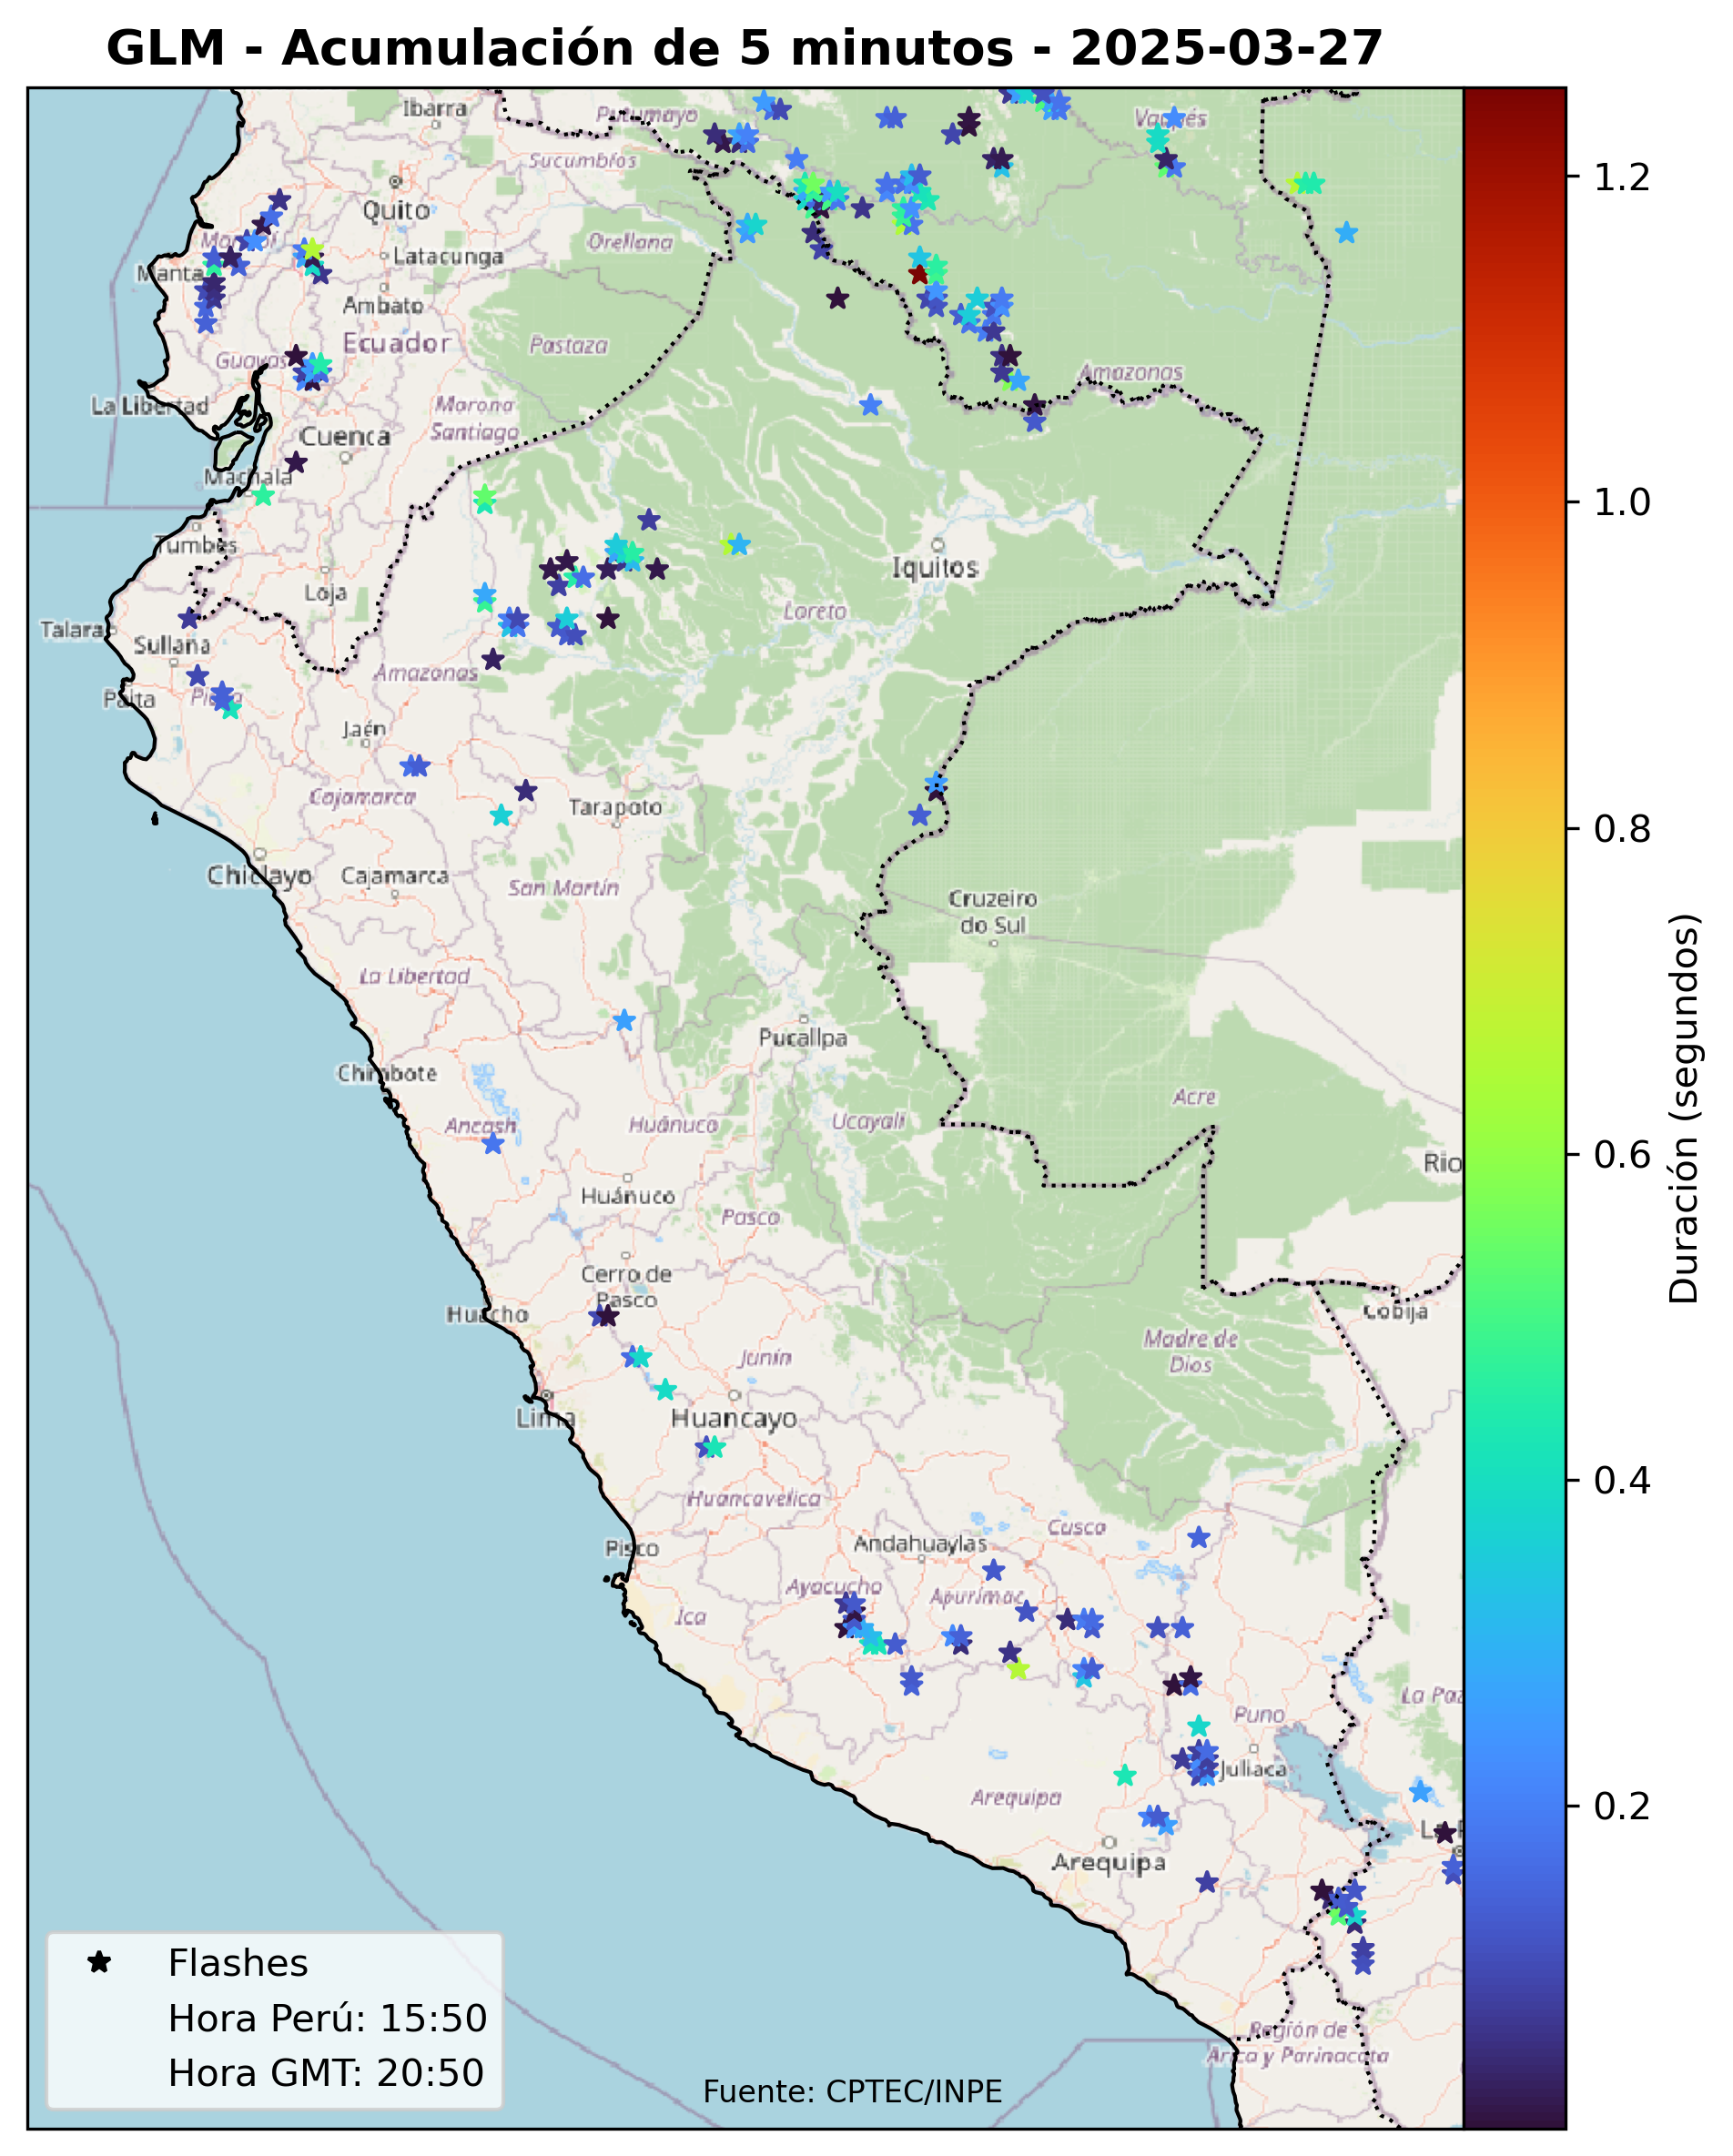 GLM - Acumulación de 5 minutos - 2025-03-27
Ibarra
Putumayo
Vaupés
Sucumbíos
Quito
Orellana
Manabí
Latacunga
Manta
Ambato
Ecuador
Pastaza
Guayas
Amazonas
La Libertad
Morona
Santiago
Cuenca
Machala
Tumbes
Iquitos
Loja
Loreto
Talara
Sullana
Amazonas
Paita
Piura
Jaén
Cajamarca
Tarapoto
Chiclayo
Cajamarca
San Martín
Cruzeiro
do Sul
La Libertad
Pucallpa
Chimbote
Acre
Ancash
Huánuco
Ucayali
Rio
Huánuco
Pasco
Cerro de
Pasco
Huacho
Cobija
Madre de
Dios
Junín
Lima
Huancayo
Huancavelica
Cusco
Pisco
Andahuaylas
Ayacucho
Apurímac
Ica
La Paz
Puno
Juliaca
Arequipa
Arequipa
Región de
Arica y Parinacota
Flashes
Hora Perú: 15:50
Hora GMT: 20:50
Fuente: CPTEC/INPE
1.2
1.0
0.8
0.6
0.4
0.2
Duración (segundos)